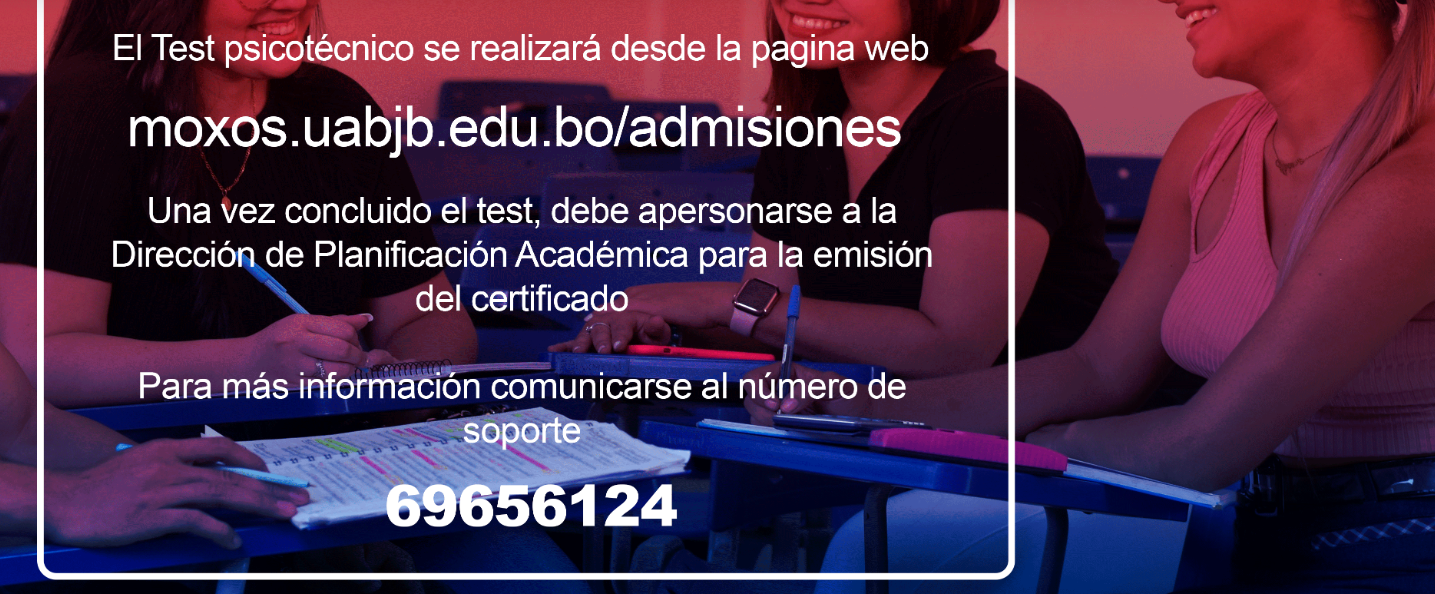 El Test psicotécnico se realizará desde la pagina web
moxos.uabjb.edu.bo/admisiones
Una vez concluido el test, debe apersonarse a la
Dirección de Planificación Académica para la emisión
del certificado
Para más información comunicarse al número de
soporte
69656124